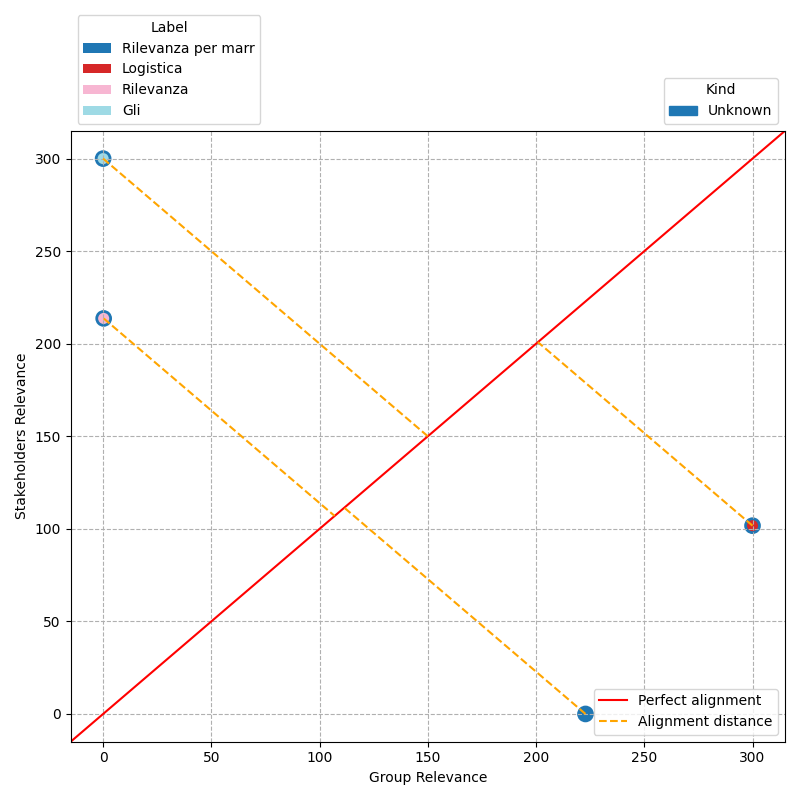 Label
Rilevanza per marr
Logistica
Rilevanza
Gli
Kind
Unknown
300
250
200
150
100
50
0
Stakeholders Relevance
Perfect alignment
Alignment distance
0 50 100 150 200 250 300
Group Relevance